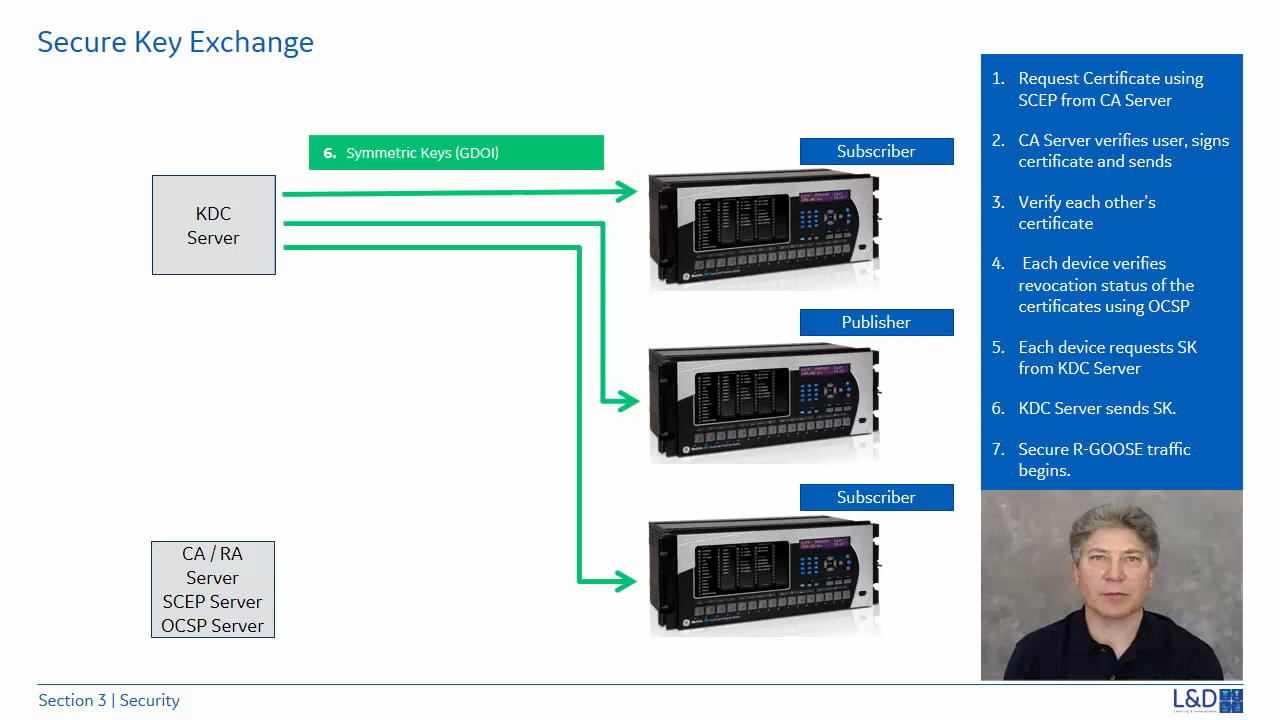 Secure Key Exchange
6. Symmetric Keys (GDOI)
KDC
Server
CA / RA
Server
SCEP Server
OCSP Server
Subscriber
Publisher
Subscriber
1. Request Certificate using
SCEP from CA Server
2. CA Server verifies user, signs
certificate and sends
3. Verify each other's
certificate
4. Each device verifies
revocation status of the
certificates using OCSP
5. Each device requests SK
from KDC Server
6. KDC Server sends SK.
7. Secure R-GOOSE traffic
begins.
Section 3 | Security
L&D